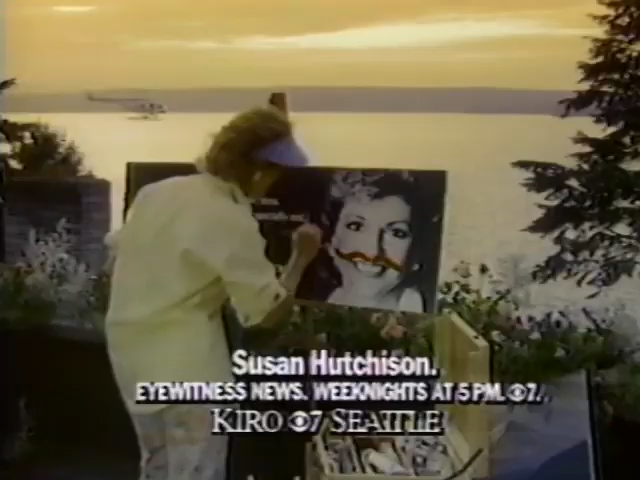 Susan Hutchison.
EYEWITNESS NEWS. WEEKNIGHTS AT 5 PM. 7.
KIRO 7 SEATTLE